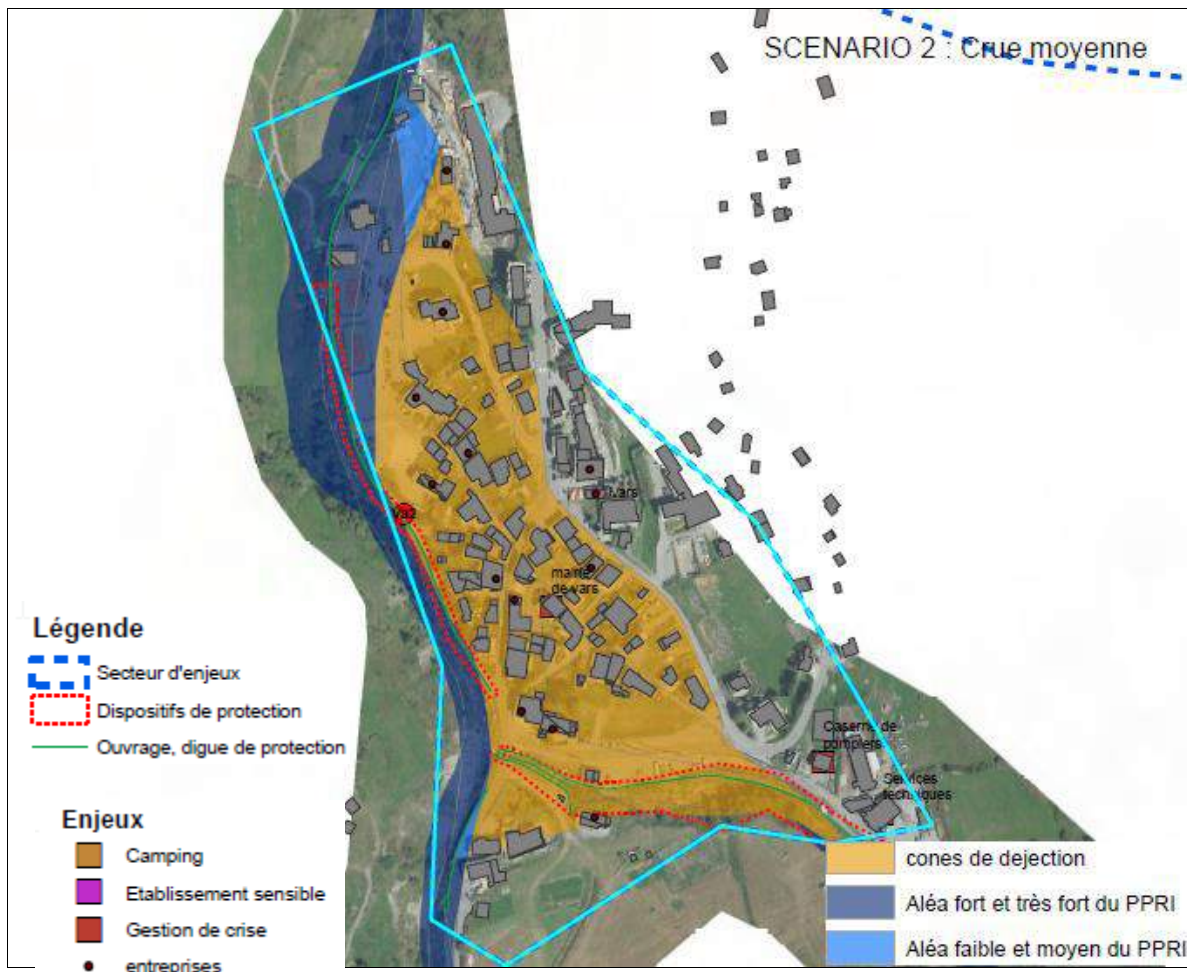 SCENARIO 2 : Crue moyenne
Vars
Va2
mairie
de vars
Caserne de
pompiers
Services
techniques
Légende
Secteur d'enjeux
Dispositifs de protection
Ouvrage, digue de protection
Enjeux
Camping
Etablissement sensible
Gestion de crise
entreprises
cones de dejection
Aléa fort et très fort du PPRI
Aléa faible et moyen du PPRI